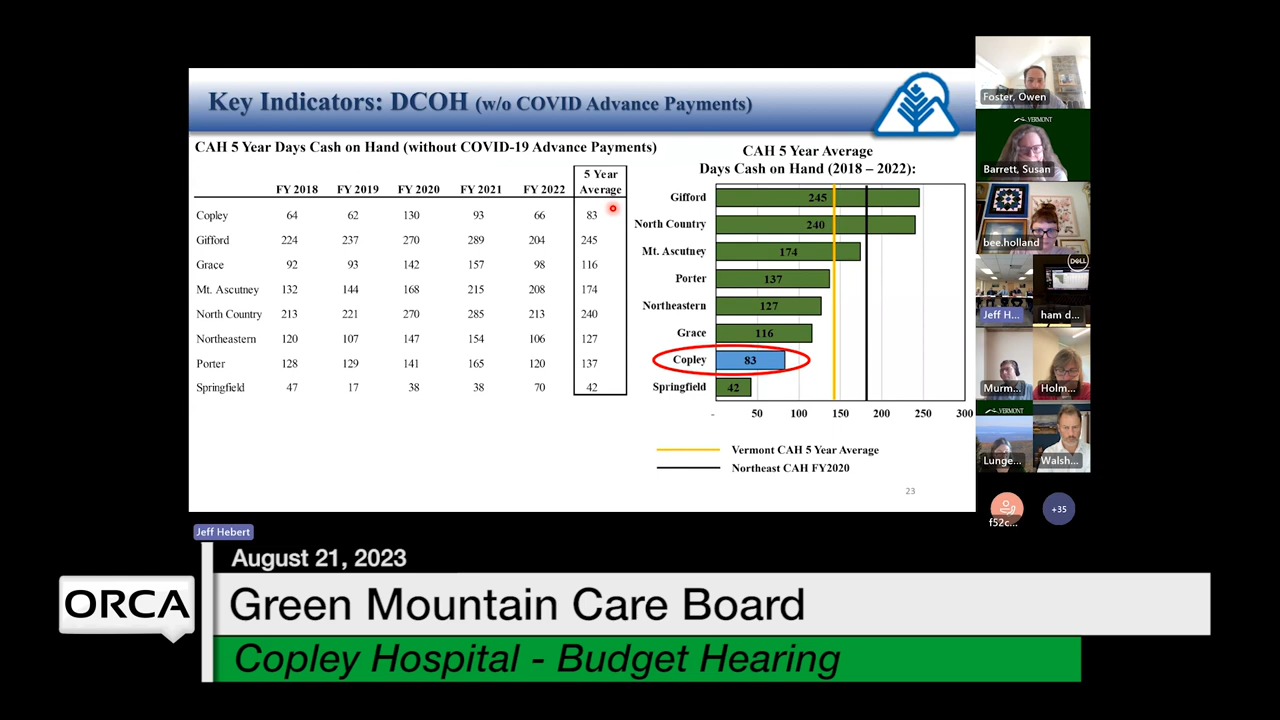 Key Indicators: DCOH (w/o COVID Advance Payments)
CAH 5 Year Days Cash on Hand (without COVID-19 Advance Payments)
5 Year
FY 2018 FY 2019 FY 2020 FY 2021 FY 2022 Average
Copley 64 62 130 93 66 83
Gifford 224 237 270 289 204 245
Grace 92 93 142 157 98 116
Mt. Ascutney 132 144 168 215 208 174
North Country 213 221 270 285 213 240
Northeastern 120 107 147 154 106 127
Porter 128 129 141 165 120 137
Springfield 47 17 38 38 70 42
CAH 5 Year Average
Days Cash on Hand (2018 – 2022):
Gifford 245
North Country 240
Mt. Ascutney 174
Porter 137
Northeastern 127
Grace 116
Copley 83
Springfield 42
- 50 100 150 200 250 300
Vermont CAH 5 Year Average
Northeast CAH FY2020
23
Foster, Owen
VERMONT
Barrett, Susan
bee.holland
DELL
Jeff H... ham d...
Murm... Holm...
VERMONT
Lunge... Walsh...
f52c... +35
Jeff Hebert
August 21, 2023
ORCA
Green Mountain Care Board
Copley Hospital - Budget Hearing